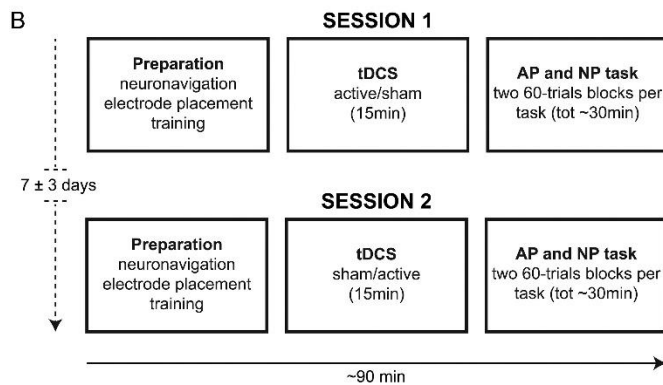 B
SESSION 1
Preparation
neuronavigation
electrode placement
training
tDCS
active/sham
(15min)
AP and NP task
two 60-trials blocks per
task (tot ~30min)
7 ± 3 days
SESSION 2
Preparation
neuronavigation
electrode placement
training
tDCS
sham/active
(15min)
AP and NP task
two 60-trials blocks per
task (tot ~30min)
~90 min